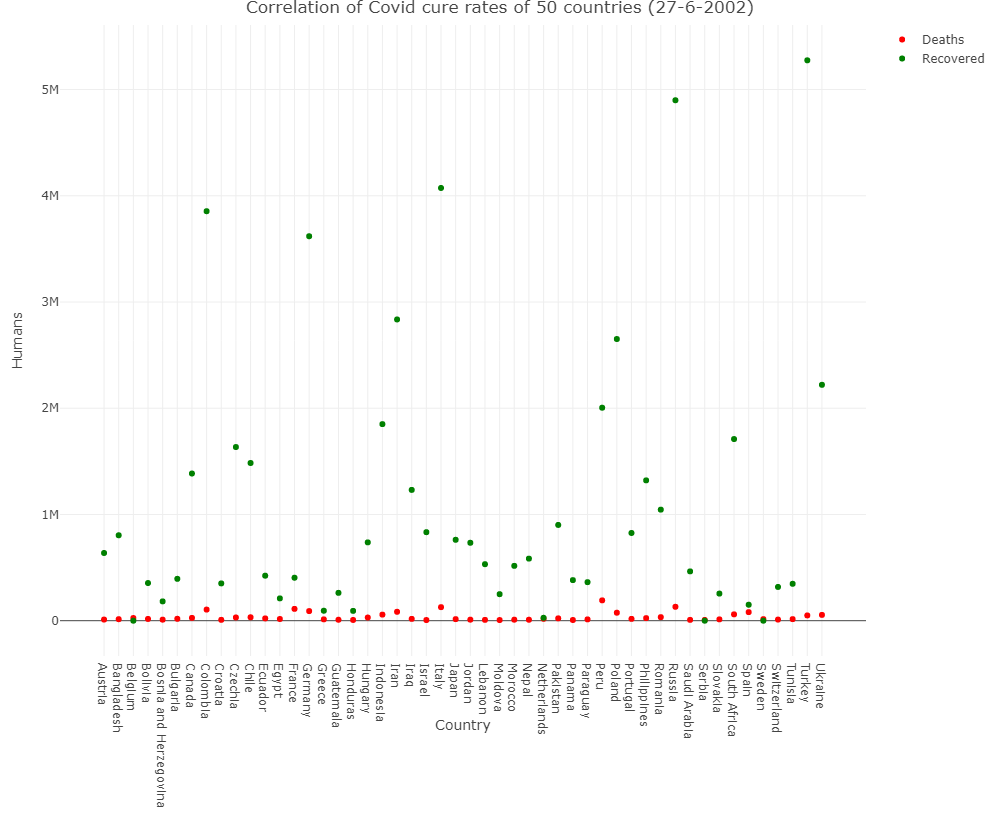 Correlation of Covid cure rates of 50 countries (27-6-2002)
Deaths
Recovered
5M
4M
3M
2M
1M
0
Humans
Austria
Bangladesh
Belgium
Bolivia
Bosnia and Herzegovina
Bulgaria
Canada
Colombia
Croatia
Czechia
Chile
Ecuador
Egypt
France
Germany
Greece
Guatemala
Honduras
Hungary
Indonesia
Iran
Iraq
Israel
Italy
Japan
Jordan
Lebanon
Moldova
Morocco
Nepal
Netherlands
Pakistan
Panama
Paraguay
Peru
Poland
Portugal
Philippines
Romania
Russia
Saudi Arabia
Serbia
Slovakia
South Africa
Spain
Sweden
Switzerland
Tunisia
Turkey
Ukraine
Country